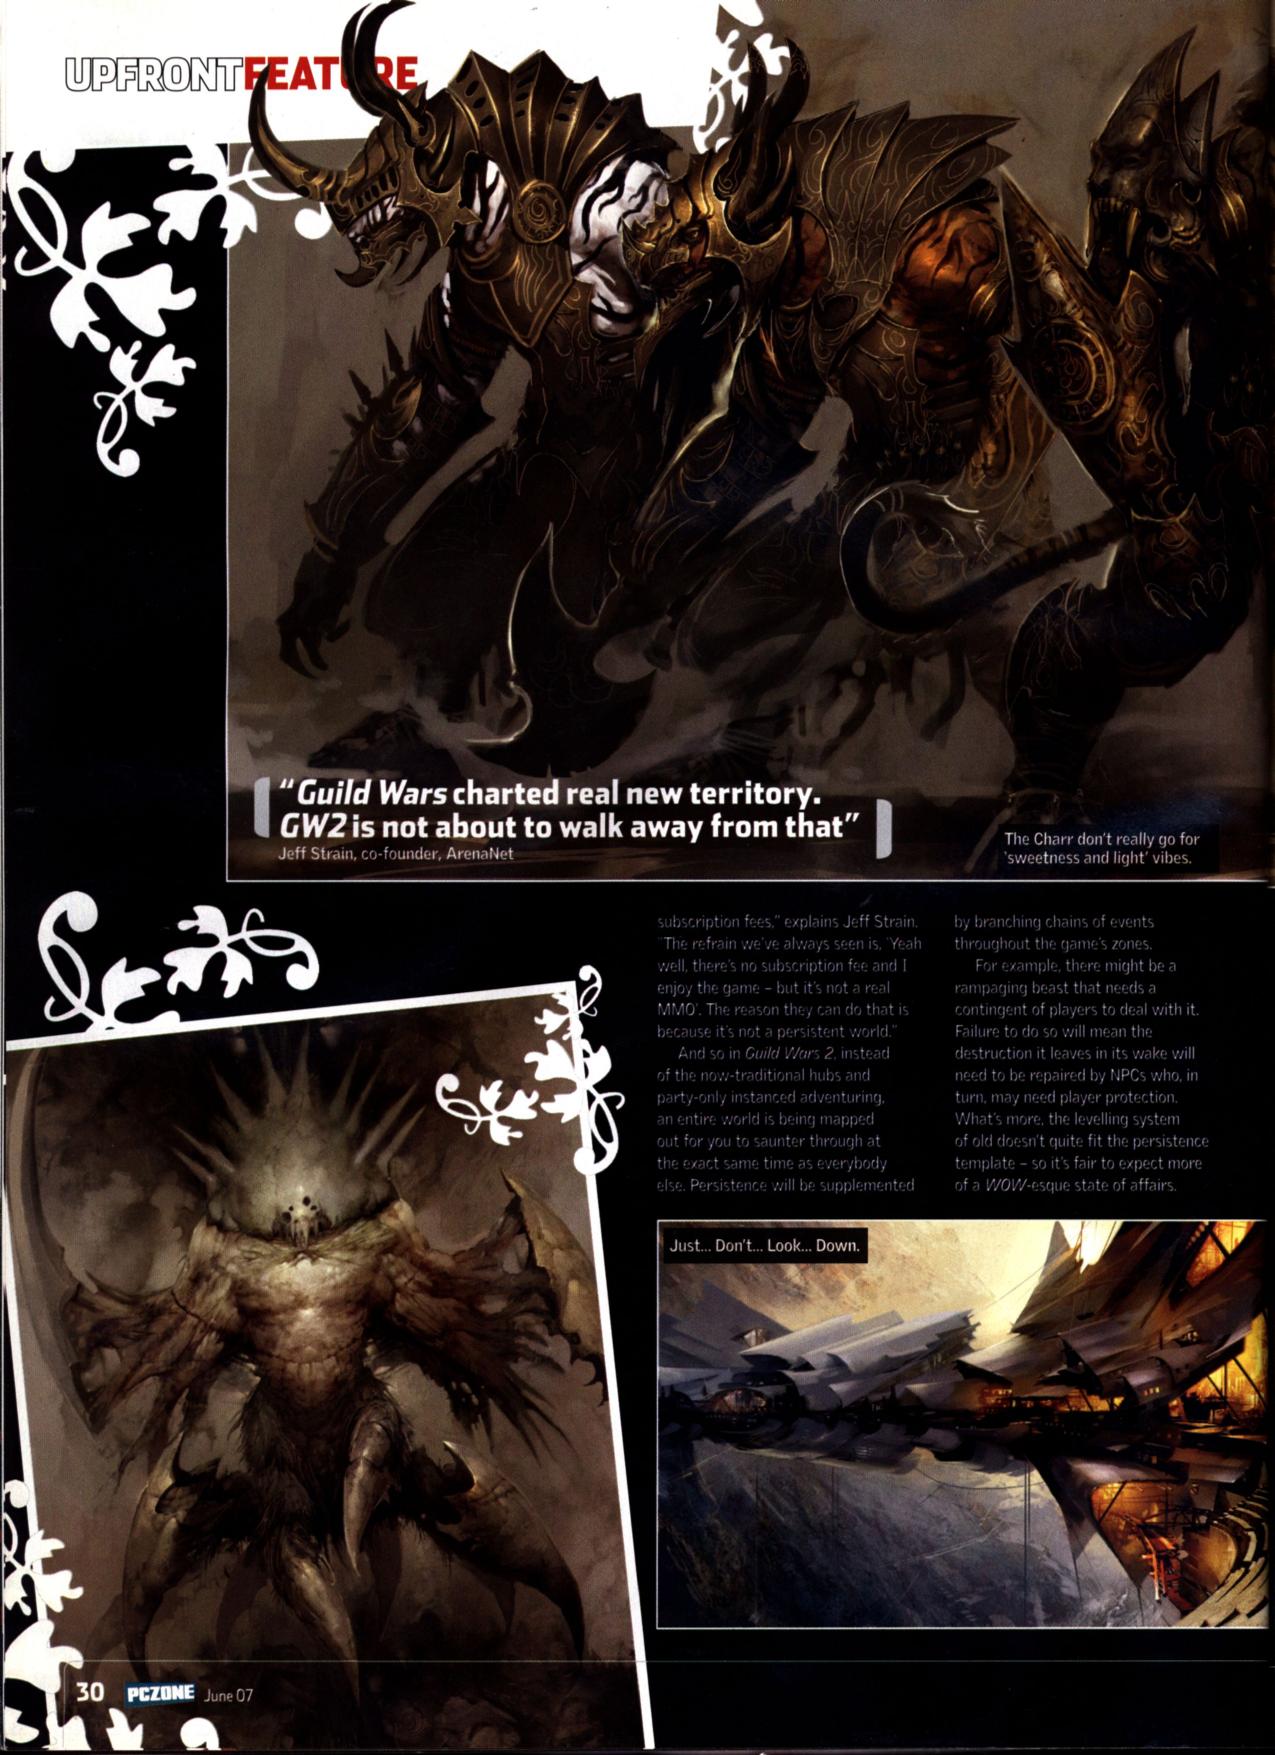 UPFRONTFEATURE
“Guild Wars charted real new territory.
GW2 is not about to walk away from that”
Jeff Strain, co-founder, ArenaNet
The Charr don't really go for
‘sweetness and light’ vibes.
subscription fees,” explains Jeff Strain.
“The refrain we've always seen is, ‘Yeah
well, there's no subscription fee and I
enjoy the game – but it's not a real
MMO’. The reason they can do that is
because it's not a persistent world.”
And so in Guild Wars 2, instead
of the now-traditional hubs and
party-only instanced adventuring,
an entire world is being mapped
out for you to saunter through at
the exact same time as everybody
else. Persistence will be supplemented
by branching chains of events
throughout the game's zones.
For example, there might be a
rampaging beast that needs a
contingent of players to deal with it.
Failure to do so will mean the
destruction it leaves in its wake will
need to be repaired by NPCs who, in
turn, may need player protection.
What's more, the levelling system
of old doesn't quite fit the persistence
template – so it's fair to expect more
of a WOW-esque state of affairs.
Just... Don't... Look... Down.
30 PCZONE June 07